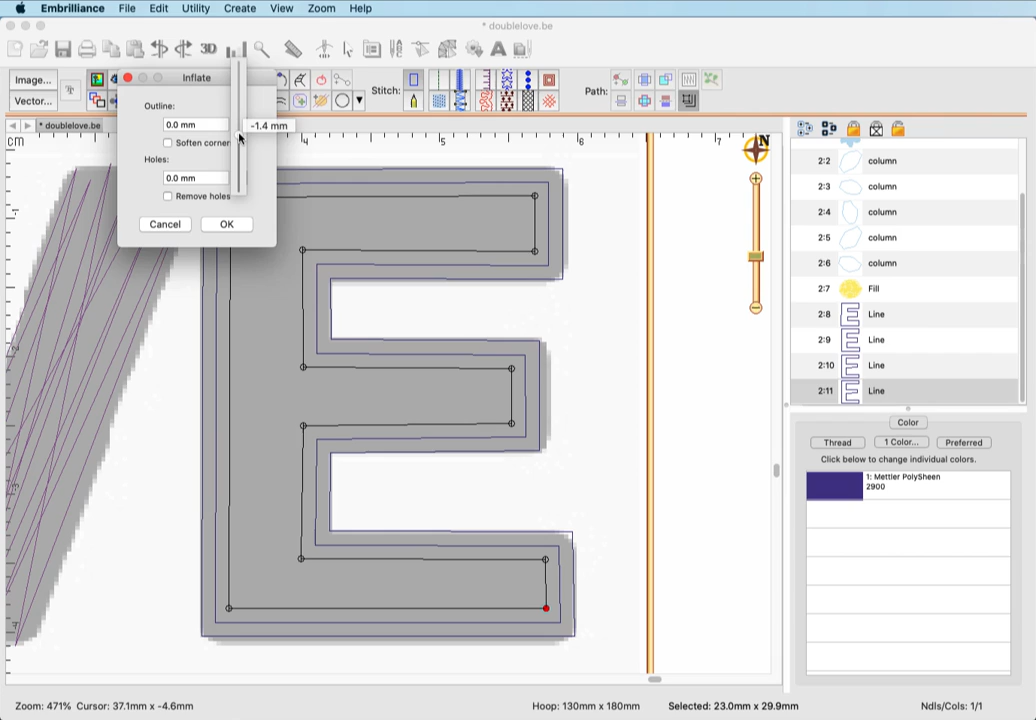 Embrilliance File Edit Utility Create View Zoom Help
* doublelove.be
3D A
Image...
Vector...
Inflate
Stitch:
Path:
Outline:
0.0 mm
-1.4 mm
Soften corner
Holes:
0.0 mm
Remove holes
Cancel OK
* doublelove.be
cm 4 5 6 7
N
2:2 column
2:3 column
2:4 column
2:5 column
2:6 column
2:7 Fill
2:8 Line
2:9 Line
2:10 Line
2:11 Line
Color
Thread 1 Color... Preferred
Click below to change individual colors.
1: Mettler PolySheen
2900
Zoom: 471% Cursor: 37.1mm x -4.6mm Hoop: 130mm x 180mm Selected: 23.0mm x 29.9mm Ndls/Cols: 1/1